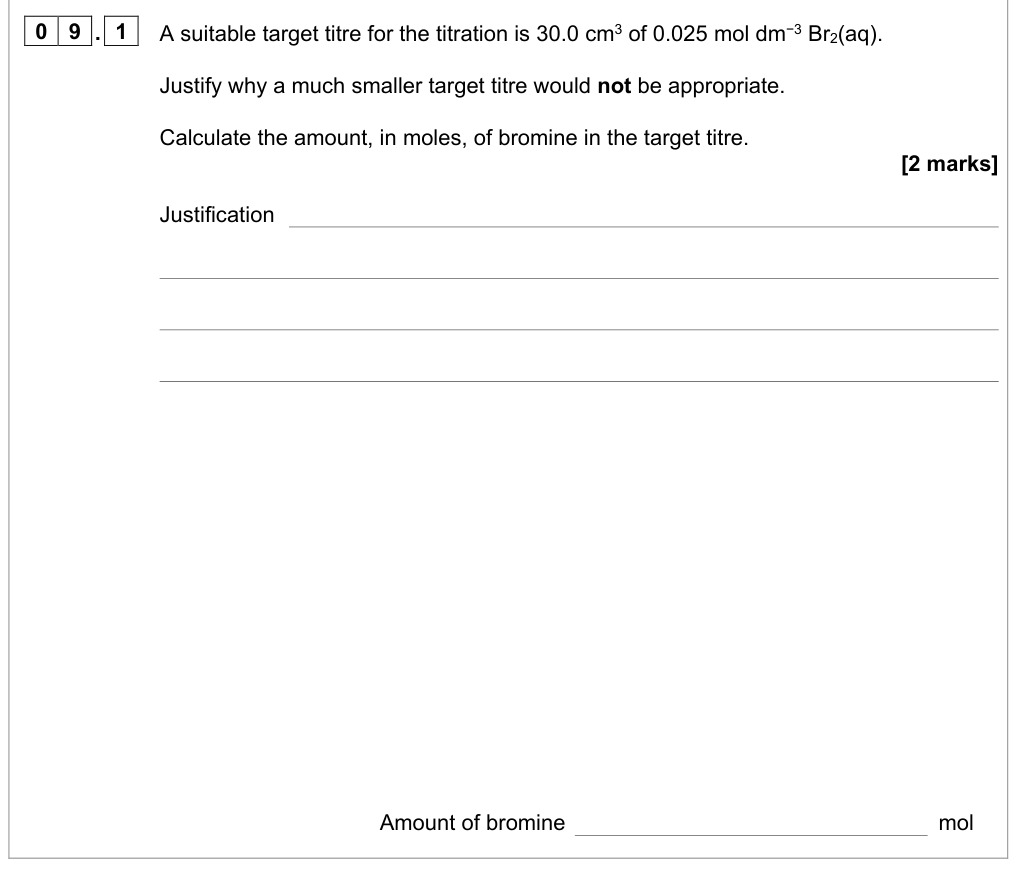 09.1 A suitable target titre for the titration is 30.0 cm³ of 0.025 mol dm⁻³ Br₂(aq).
Justify why a much smaller target titre would not be appropriate.
Calculate the amount, in moles, of bromine in the target titre.
[2 marks]
Justification
Amount of bromine mol